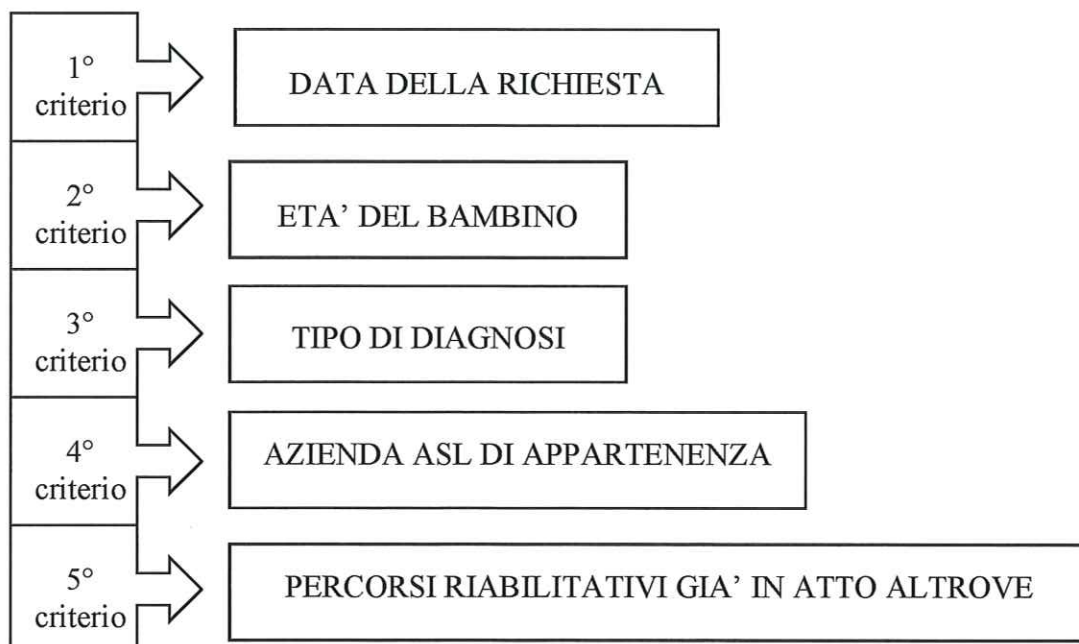 1°
criterio
DATA DELLA RICHIESTA
2°
criterio
ETA’ DEL BAMBINO
3°
criterio
TIPO DI DIAGNOSI
4°
criterio
AZIENDA ASL DI APPARTENENZA
5°
criterio
PERCORSI RIABILITATIVI GIA’ IN ATTO ALTROVE